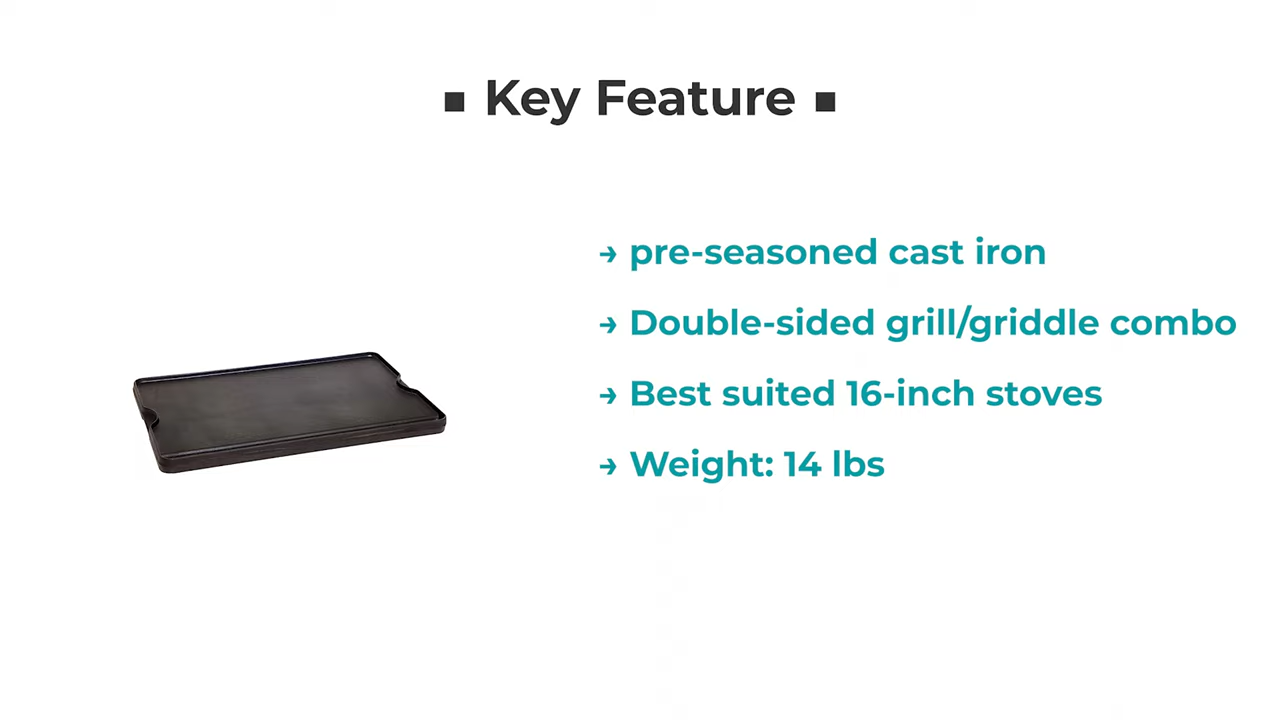 ▪ Key Feature ▪
→ pre-seasoned cast iron
→ Double-sided grill/griddle combo
→ Best suited 16-inch stoves
→ Weight: 14 lbs